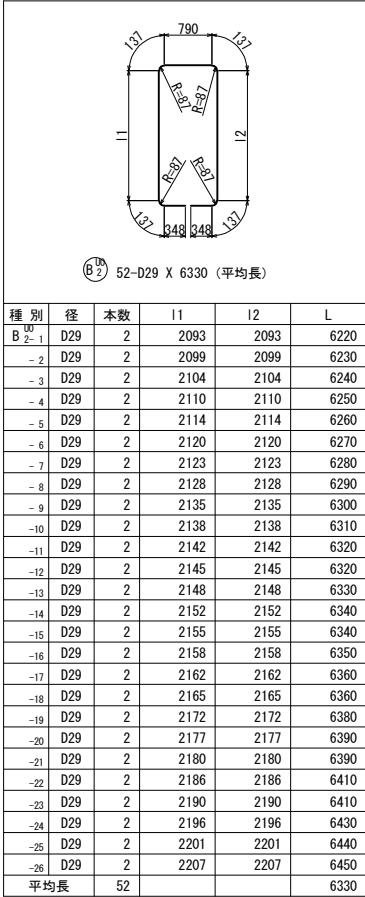 790
137 137
R=87 R=87
l1 l2
R=87 R=87
137 348 348 137
B 00 2 52-D29 X 6330 (平均長)
種 別 径 本数 l1 l2 L
B 00 2- 1 D29 2 2093 2093 6220
- 2 D29 2 2099 2099 6230
- 3 D29 2 2104 2104 6240
- 4 D29 2 2110 2110 6250
- 5 D29 2 2114 2114 6260
- 6 D29 2 2120 2120 6270
- 7 D29 2 2123 2123 6280
- 8 D29 2 2128 2128 6290
- 9 D29 2 2135 2135 6300
-10 D29 2 2138 2138 6310
-11 D29 2 2142 2142 6320
-12 D29 2 2145 2145 6320
-13 D29 2 2148 2148 6330
-14 D29 2 2152 2152 6340
-15 D29 2 2155 2155 6340
-16 D29 2 2158 2158 6350
-17 D29 2 2162 2162 6360
-18 D29 2 2165 2165 6360
-19 D29 2 2172 2172 6380
-20 D29 2 2177 2177 6390
-21 D29 2 2180 2180 6390
-22 D29 2 2186 2186 6410
-23 D29 2 2190 2190 6410
-24 D29 2 2196 2196 6430
-25 D29 2 2201 2201 6440
-26 D29 2 2207 2207 6450
平均長 52 6330